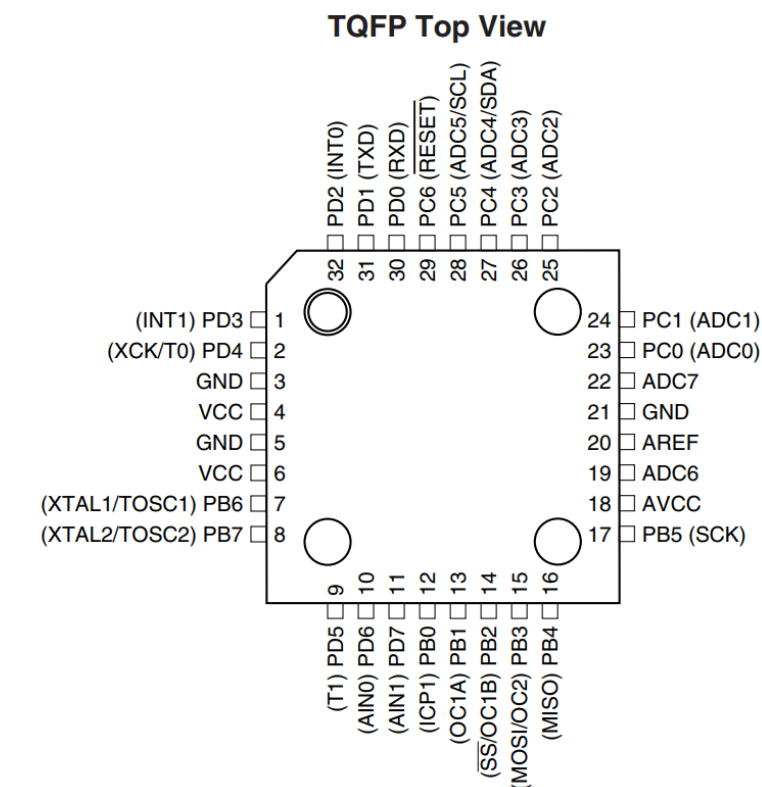 TQFP Top View
PD2 (INT0)
PD1 (TXD)
PD0 (RXD)
PC6 (RESET)
PC5 (ADC5/SCL)
PC4 (ADC4/SDA)
PC3 (ADC3)
PC2 (ADC2)
32
31
30
29
28
27
26
25
(INT1) PD3 1
(XCK/T0) PD4 2
GND 3
VCC 4
GND 5
VCC 6
(XTAL1/TOSC1) PB6 7
(XTAL2/TOSC2) PB7 8
24 PC1 (ADC1)
23 PC0 (ADC0)
22 ADC7
21 GND
20 AREF
19 ADC6
18 AVCC
17 PB5 (SCK)
9
10
11
12
13
14
15
16
(T1) PD5
(AIN0) PD6
(AIN1) PD7
(ICP1) PB0
(OC1A) PB1
(SS/OC1B) PB2
(MOSI/OC2) PB3
(MISO) PB4